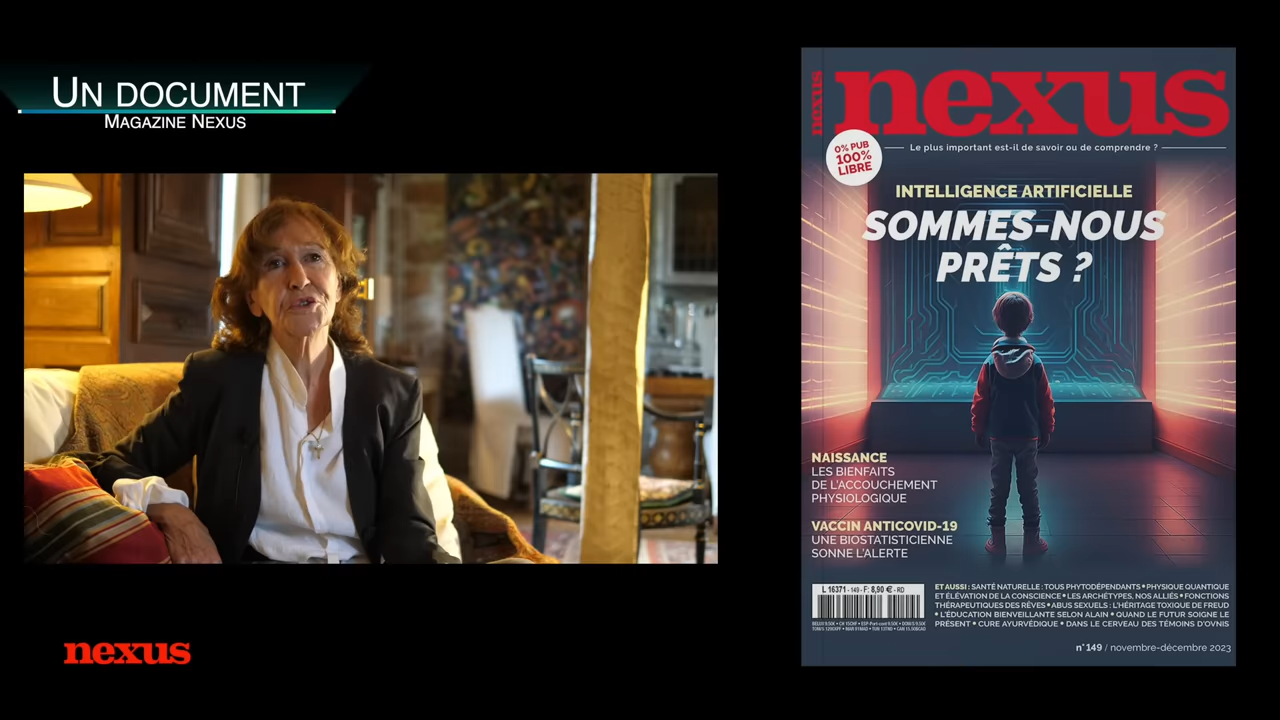 UN DOCUMENT
MAGAZINE NEXUS
nexus
nexus
0% PUB
100%
LIBRE
Le plus important est-il de savoir ou de comprendre ?
INTELLIGENCE ARTIFICIELLE
SOMMES-NOUS
PRÊTS ?
NAISSANCE
LES BIENFAITS
DE L'ACCOUCHEMENT
PHYSIOLOGIQUE
VACCIN ANTICOVID-19
UNE BIOSTATISTICIENNE
SONNE L'ALERTE
L 16371 - 149 - F: 8,90 € - RD
ET AUSSI : SANTÉ NATURELLE : TOUS PHYTODÉPENDANTS • PHYSIQUE QUANTIQUE
ET ÉLÉVATION DE LA CONSCIENCE • LES ARCHÉTYPES, NOS ALLIÉS • FONCTIONS
THÉRAPEUTIQUES DES RÊVES • ABUS SEXUELS : L'HÉRITAGE TOXIQUE DE FREUD
• L'ÉDUCATION BIENVEILLANTE SELON ALAIN • QUAND LE FUTUR SOIGNE LE
PRÉSENT • CURE AYURVÉDIQUE • DANS LE CERVEAU DES TÉMOINS D'OVNIS
n°149 / novembre-décembre 2023
nexus